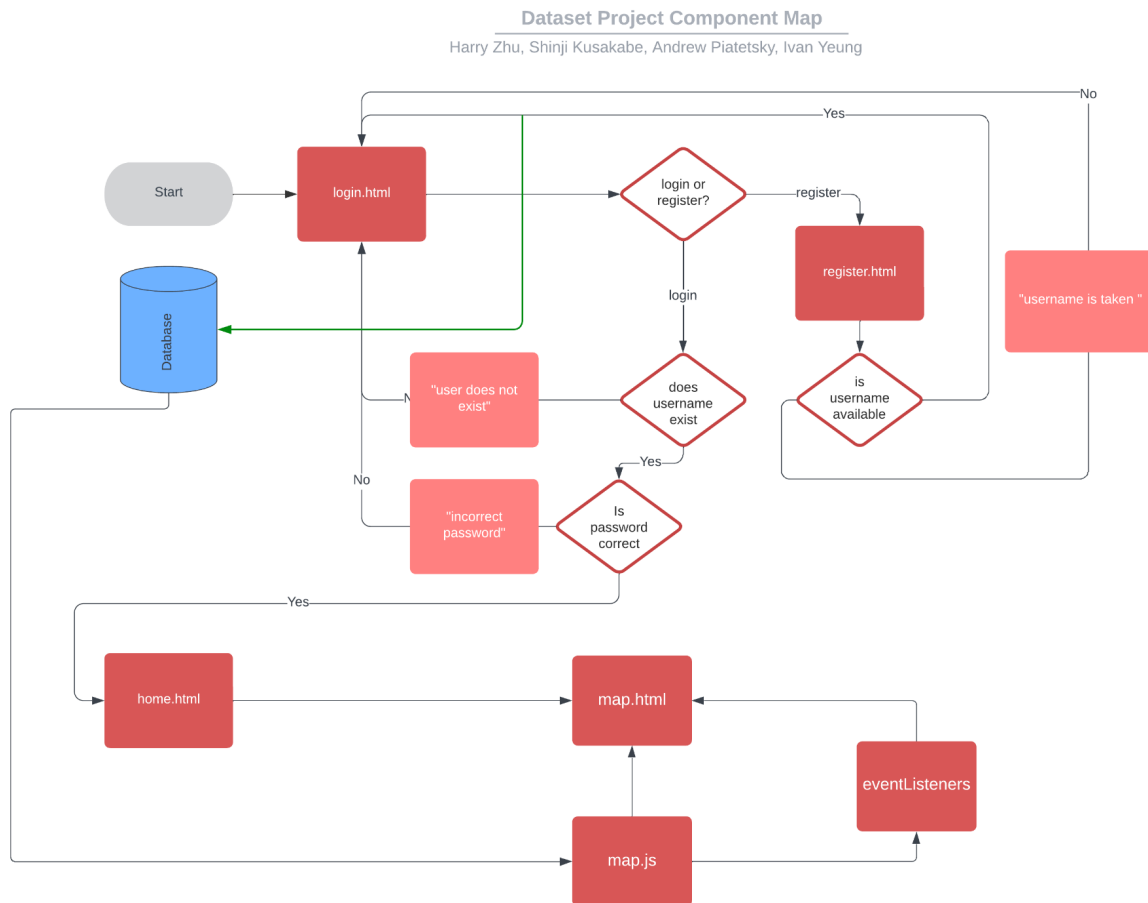 Dataset Project Component Map
Harry Zhu, Shinji Kusakabe, Andrew Piatetsky, Ivan Yeung
No
Yes
Start
login.html
login or
register?
register
register.html
"username is taken "
login
Database
"user does not
exist"
does
username
exist
is
username
available
Yes
No
"incorrect
password"
Is
password
correct
Yes
home.html
map.html
eventListeners
map.js